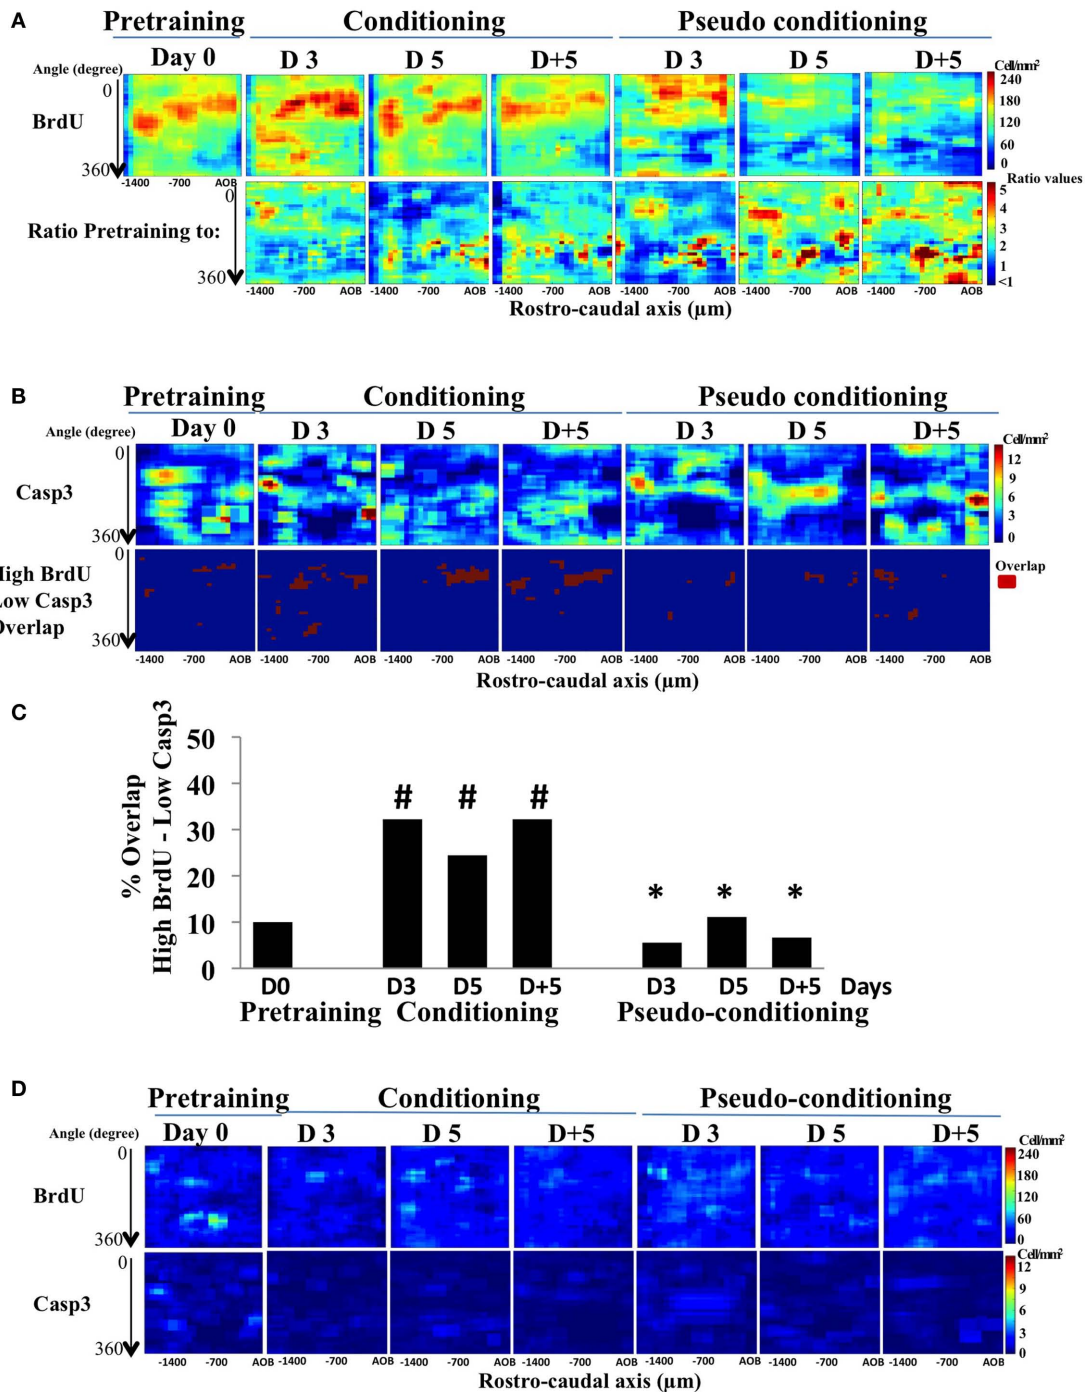 A
Pretraining Conditioning Pseudo conditioning
Angle (degree) Day 0 D 3 D 5 D+5 D 3 D 5 D+5 Cell/mm²
0 240
180
BrdU 120
60
360 0
-1400 -700 AOB Ratio values
0 5
4
Ratio Pretraining to: 3
2
1
360 <1
-1400 -700 AOB -1400 -700 AOB -1400 -700 AOB -1400 -700 AOB -1400 -700 AOB -1400 -700 AOB
Rostro-caudal axis (µm)
B
Pretraining Conditioning Pseudo conditioning
Angle (degree) Day 0 D 3 D 5 D+5 D 3 D 5 D+5 Cell/mm²
0 12
9
Casp3 6
3
360 0
0 Overlap
High BrdU
Low Casp3
Overlap
360
-1400 -700 AOB -1400 -700 AOB -1400 -700 AOB -1400 -700 AOB -1400 -700 AOB -1400 -700 AOB -1400 -700 AOB
Rostro-caudal axis (µm)
C
% Overlap
High BrdU - Low Casp3
50
40
# # #
30
20
* * *
10
0
D0 D3 D5 D+5 D3 D5 D+5 Days
Pretraining Conditioning Pseudo-conditioning
D
Pretraining Conditioning Pseudo-conditioning
Angle (degree) Day 0 D 3 D 5 D+5 D 3 D 5 D+5 Cell/mm²
0 240
180
BrdU 120
60
360 0
Cell/mm²
0 12
9
Casp3 6
3
360 0
-1400 -700 AOB -1400 -700 AOB -1400 -700 AOB -1400 -700 AOB -1400 -700 AOB -1400 -700 AOB -1400 -700 AOB
Rostro-caudal axis (µm)